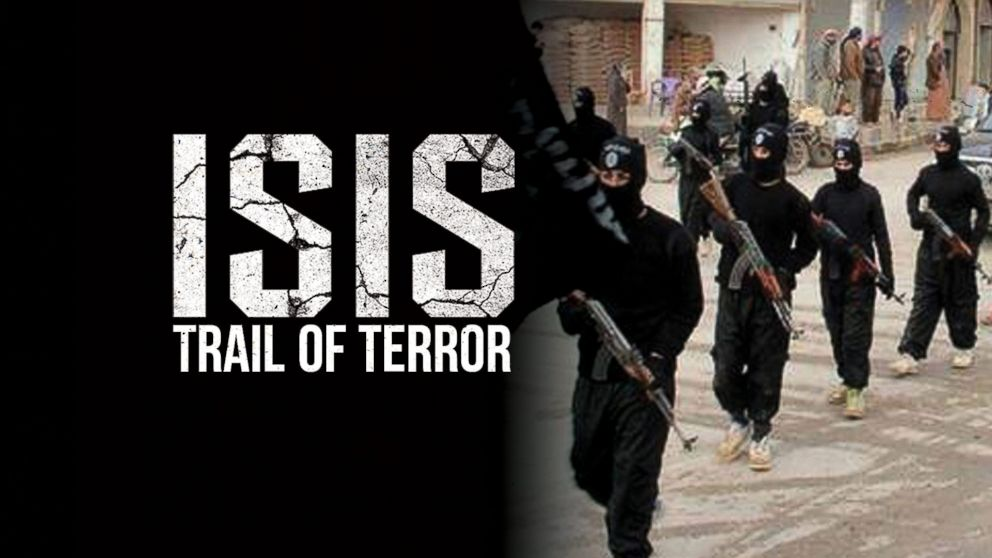 ISIS
TRAIL OF TERROR